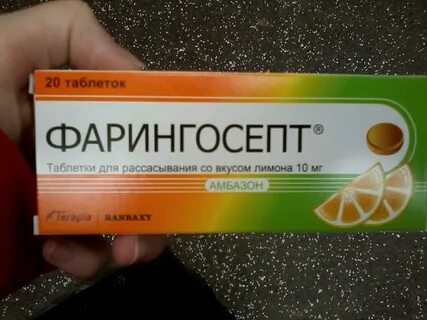 20 таблеток
ФАРИНГОСЕПТ®
Таблетки для рассасывания со вкусом лимона 10 мг
АМБАЗОН
Terapia RANBAXY